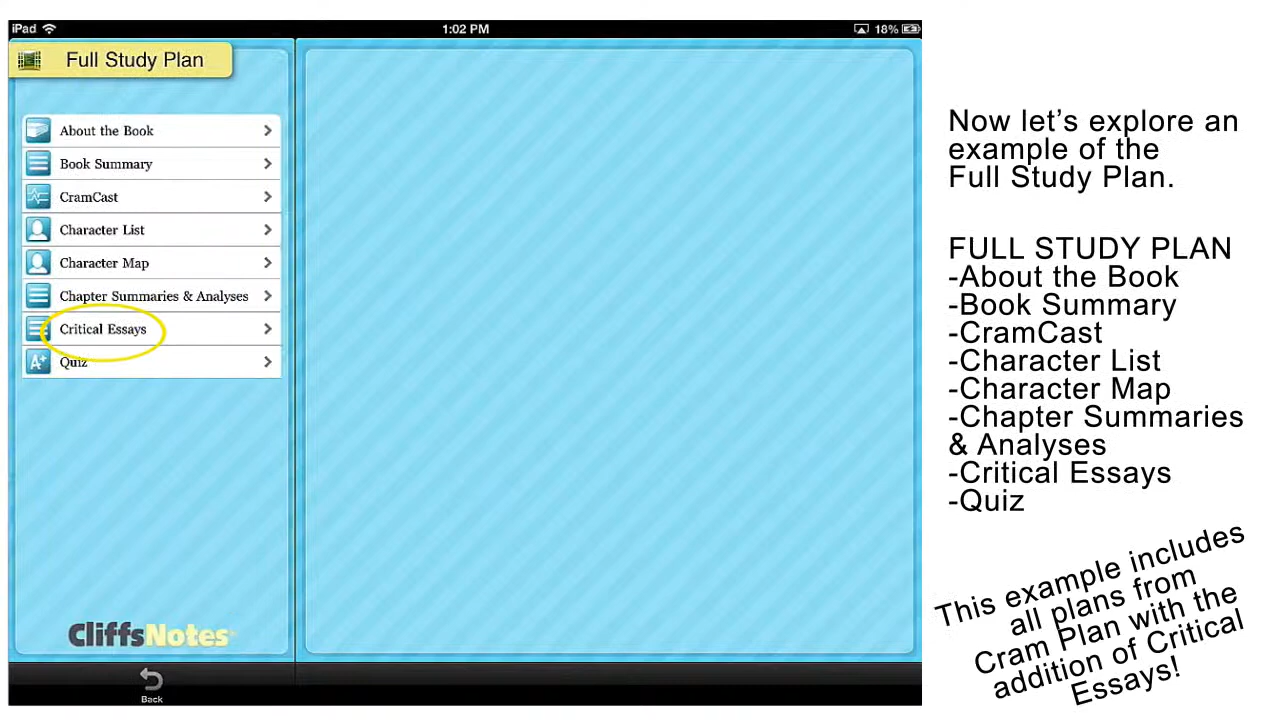 iPad
1:02 PM
18%
Full Study Plan
About the Book
Book Summary
CramCast
Character List
Character Map
Chapter Summaries & Analyses
Critical Essays
A+
Quiz
CliffsNotes
Back
Now let's explore an
example of the
Full Study Plan.
FULL STUDY PLAN
-About the Book
-Book Summary
-CramCast
-Character List
-Character Map
-Chapter Summaries
& Analyses
-Critical Essays
-Quiz
This example includes
all plans from
Cram Plan with the
addition of Critical
Essays!